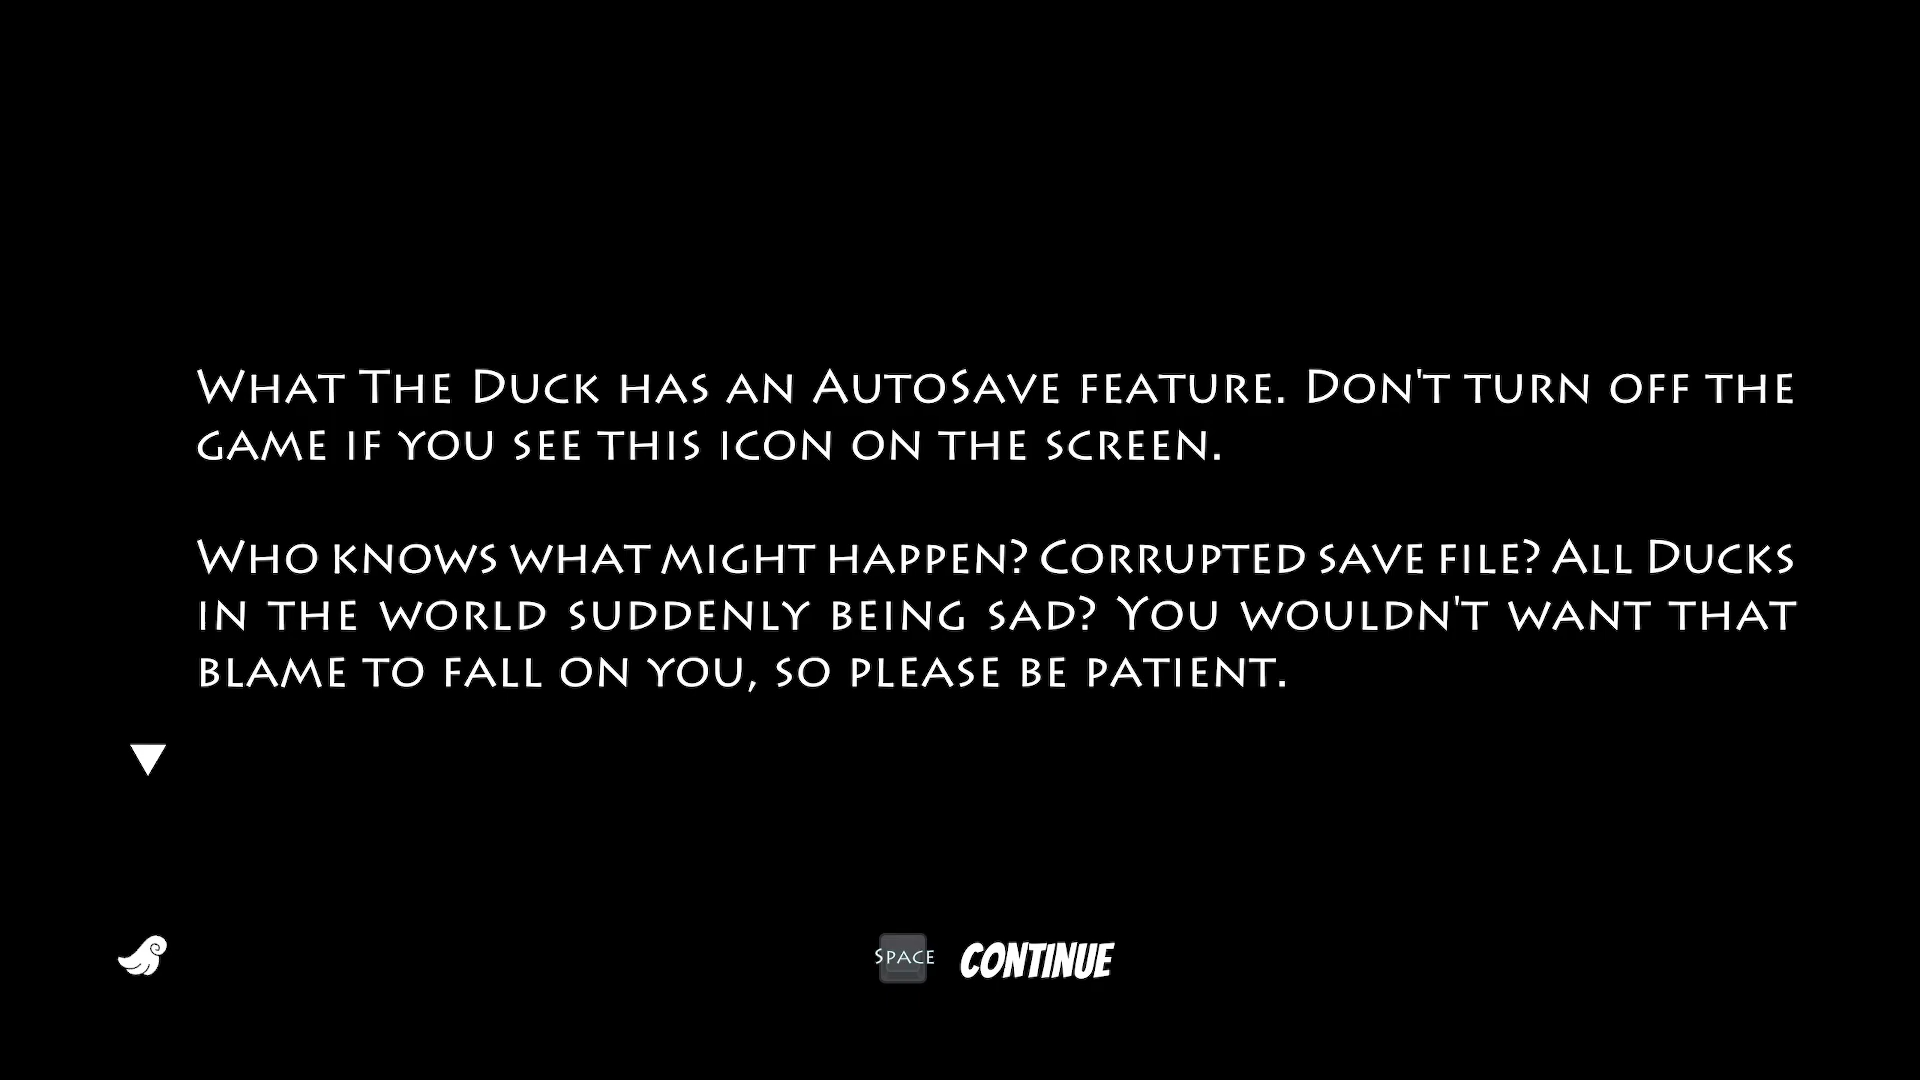 What The Duck has an AutoSave feature. Don't turn off the
game if you see this icon on the screen.
Who knows what might happen? Corrupted save file? All Ducks
in the world suddenly being sad? You wouldn't want that
blame to fall on you, so please be patient.
Space CONTINUE